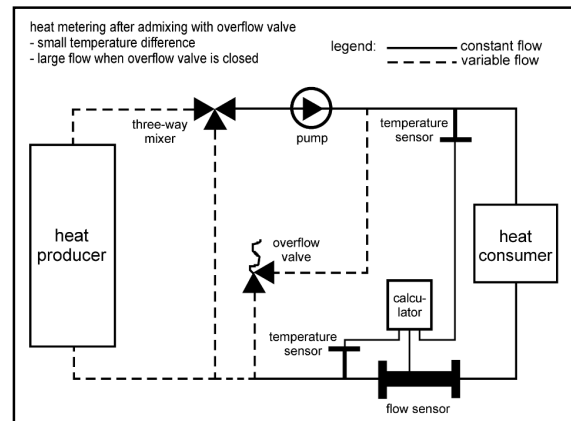 heat metering after admixing with overflow valve
- small temperature difference
- large flow when overflow valve is closed
legend:
constant flow
variable flow
three-way
mixer
pump
temperature
sensor
heat
producer
overflow
valve
heat
consumer
calcu-
lator
temperature
sensor
flow sensor